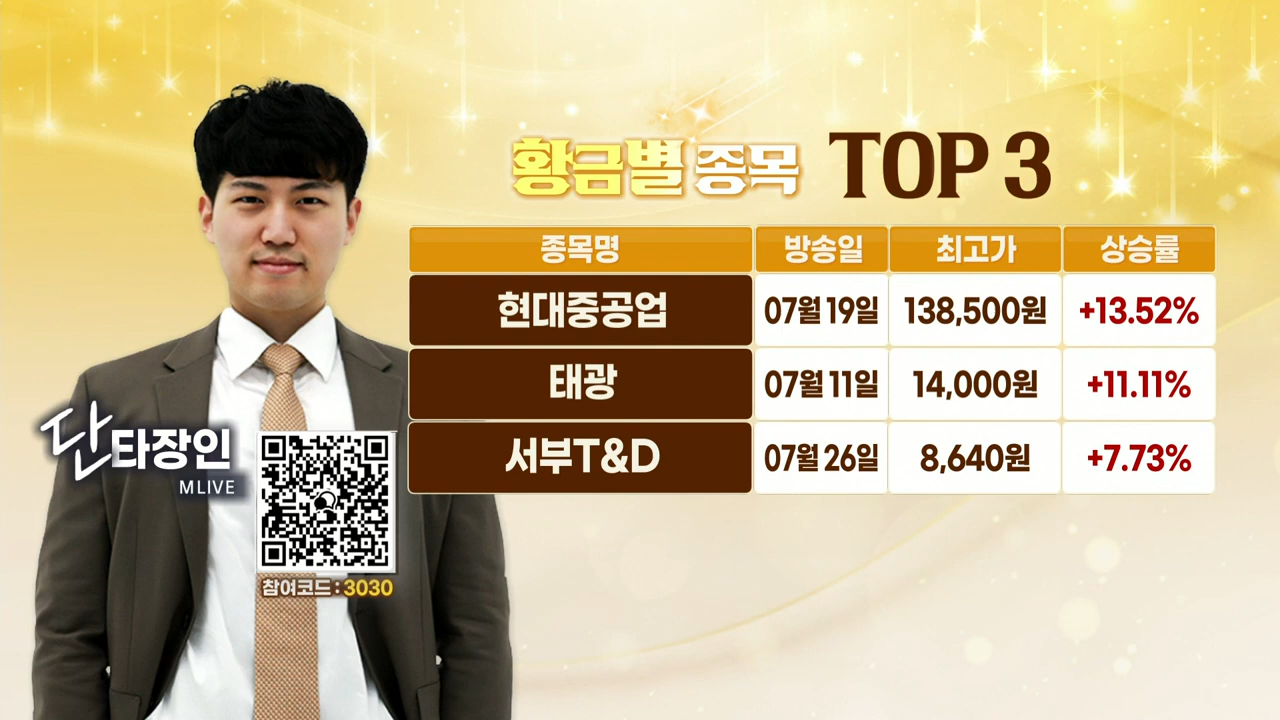 황금별 종목 TOP 3
종목명 방송일 최고가 상승률
현대중공업 07월 19일 138,500원 +13.52%
태광 07월 11일 14,000원 +11.11%
서부T&D 07월 26일 8,640원 +7.73%
단타장인
MLIVE
참여코드 : 3030